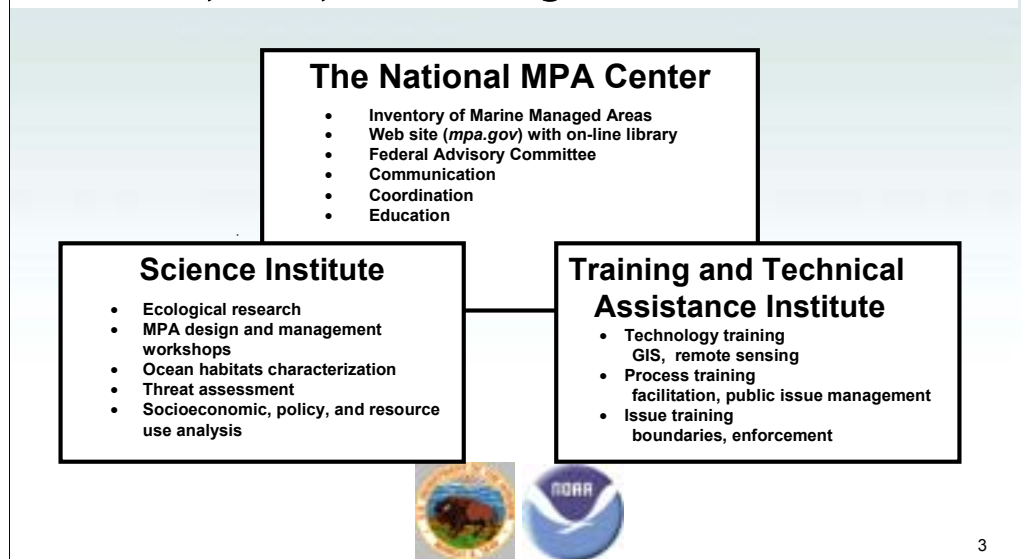 The National MPA Center
• Inventory of Marine Managed Areas
• Web site (mpa.gov) with on-line library
• Federal Advisory Committee
• Communication
• Coordination
• Education
Science Institute
• Ecological research
• MPA design and management
workshops
• Ocean habitats characterization
• Threat assessment
• Socioeconomic, policy, and resource
use analysis
Training and Technical
Assistance Institute
• Technology training
GIS, remote sensing
• Process training
facilitation, public issue management
• Issue training
boundaries, enforcement
NOAA
3